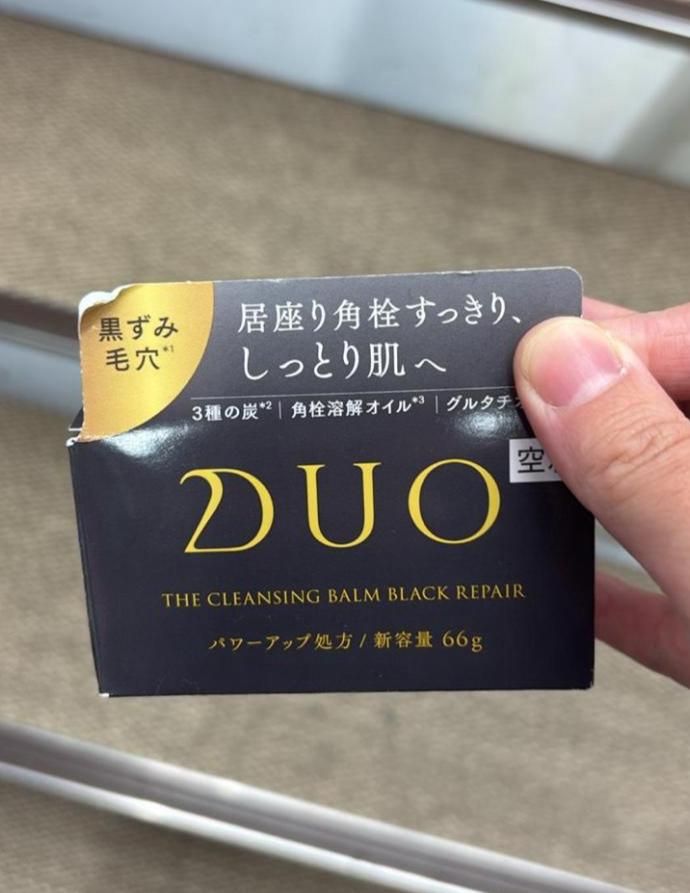 黒ずみ
毛穴*1
居座り角栓すっきり、
しっとり肌へ
3種の炭*2 | 角栓溶解オイル*3 | グルタチ
空
DUO
THE CLEANSING BALM BLACK REPAIR
パワーアップ処方 / 新容量 66g